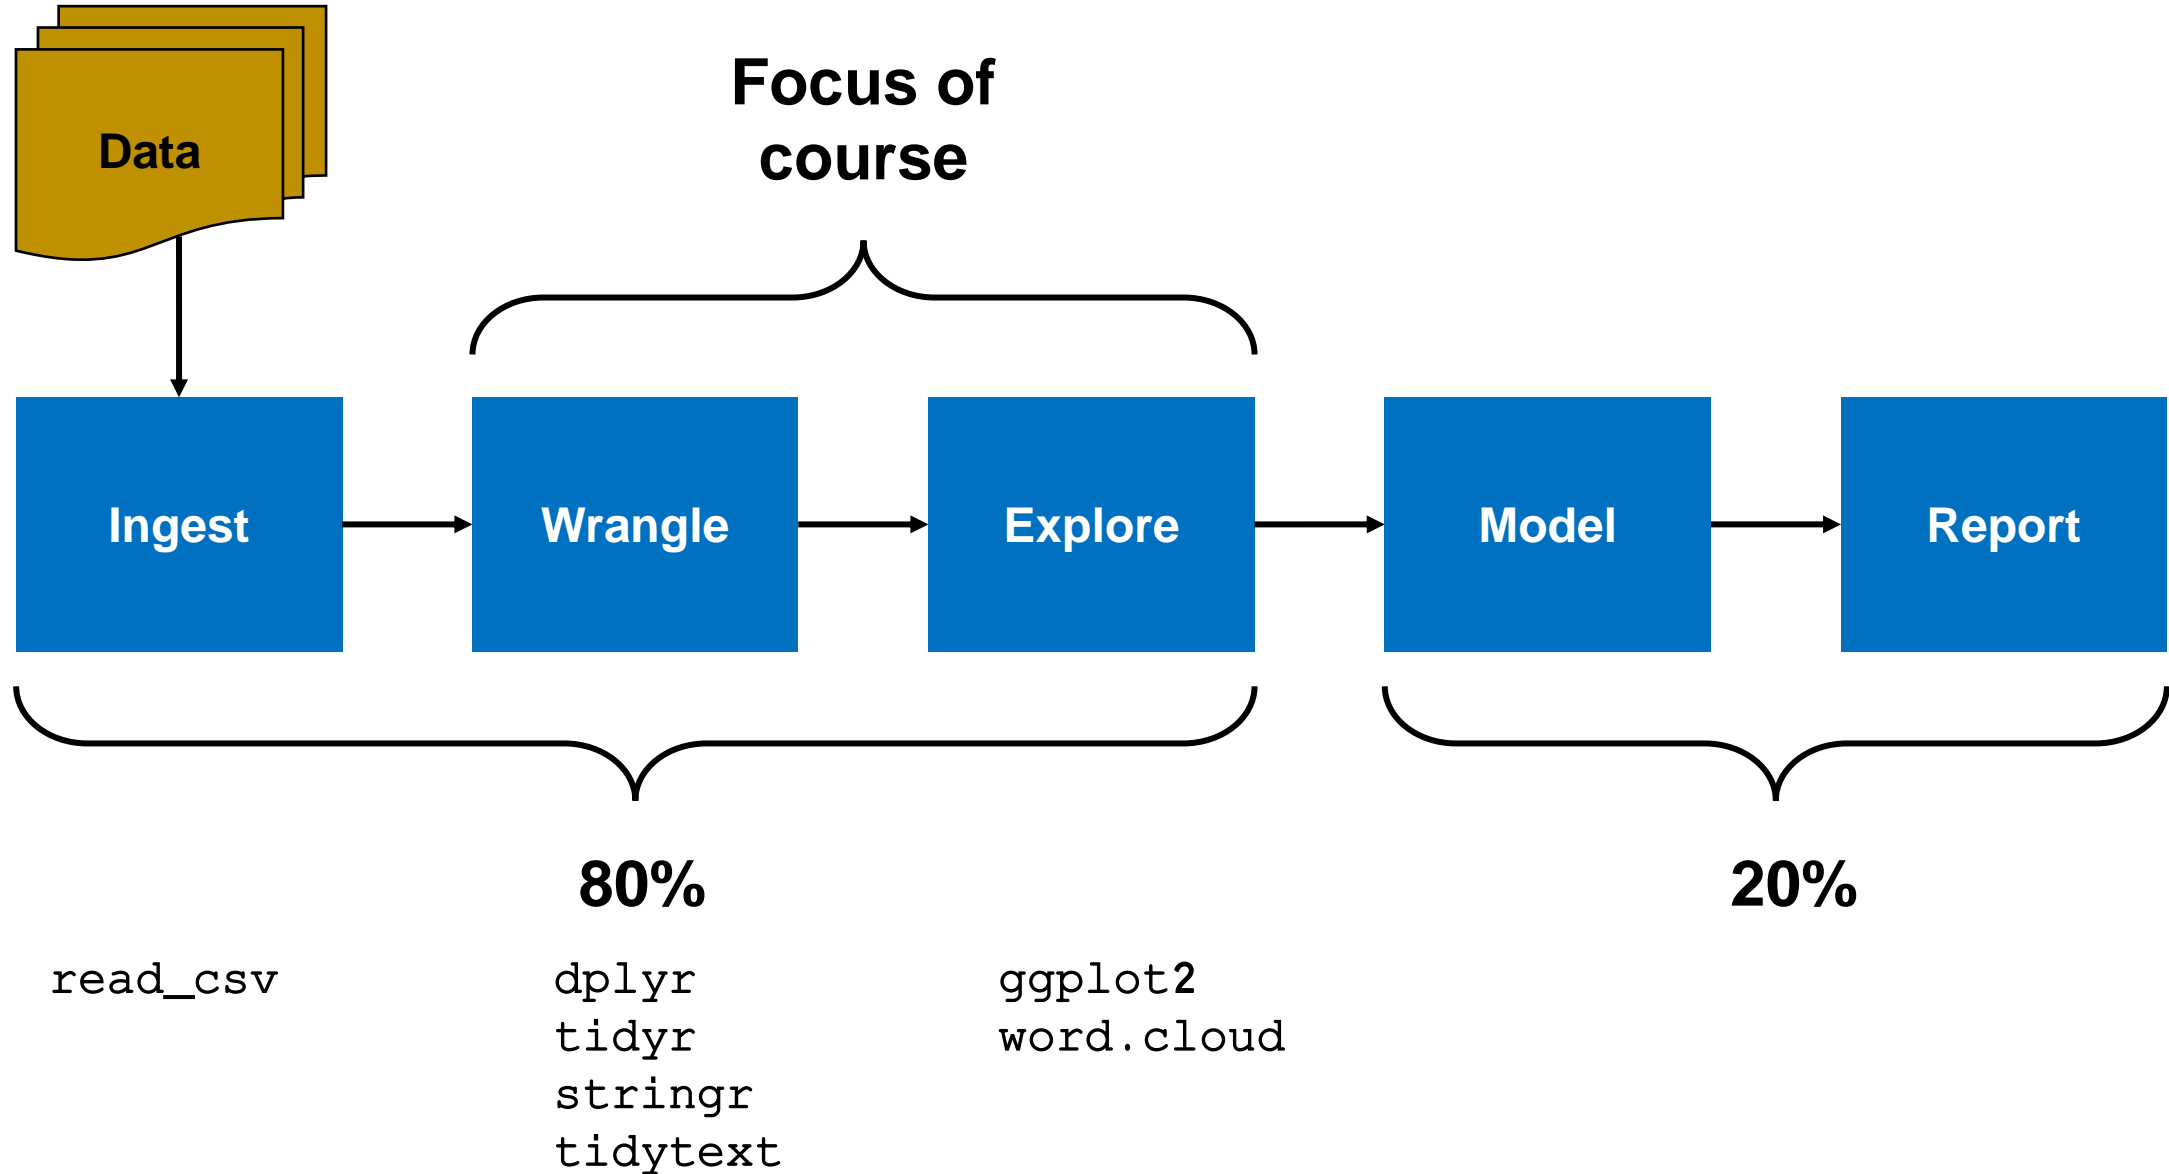 Data
Focus of
course
Ingest
Wrangle
Explore
Model
Report
80%
20%
read_csv
dplyr
tidyr
stringr
tidytext
ggplot2
word.cloud